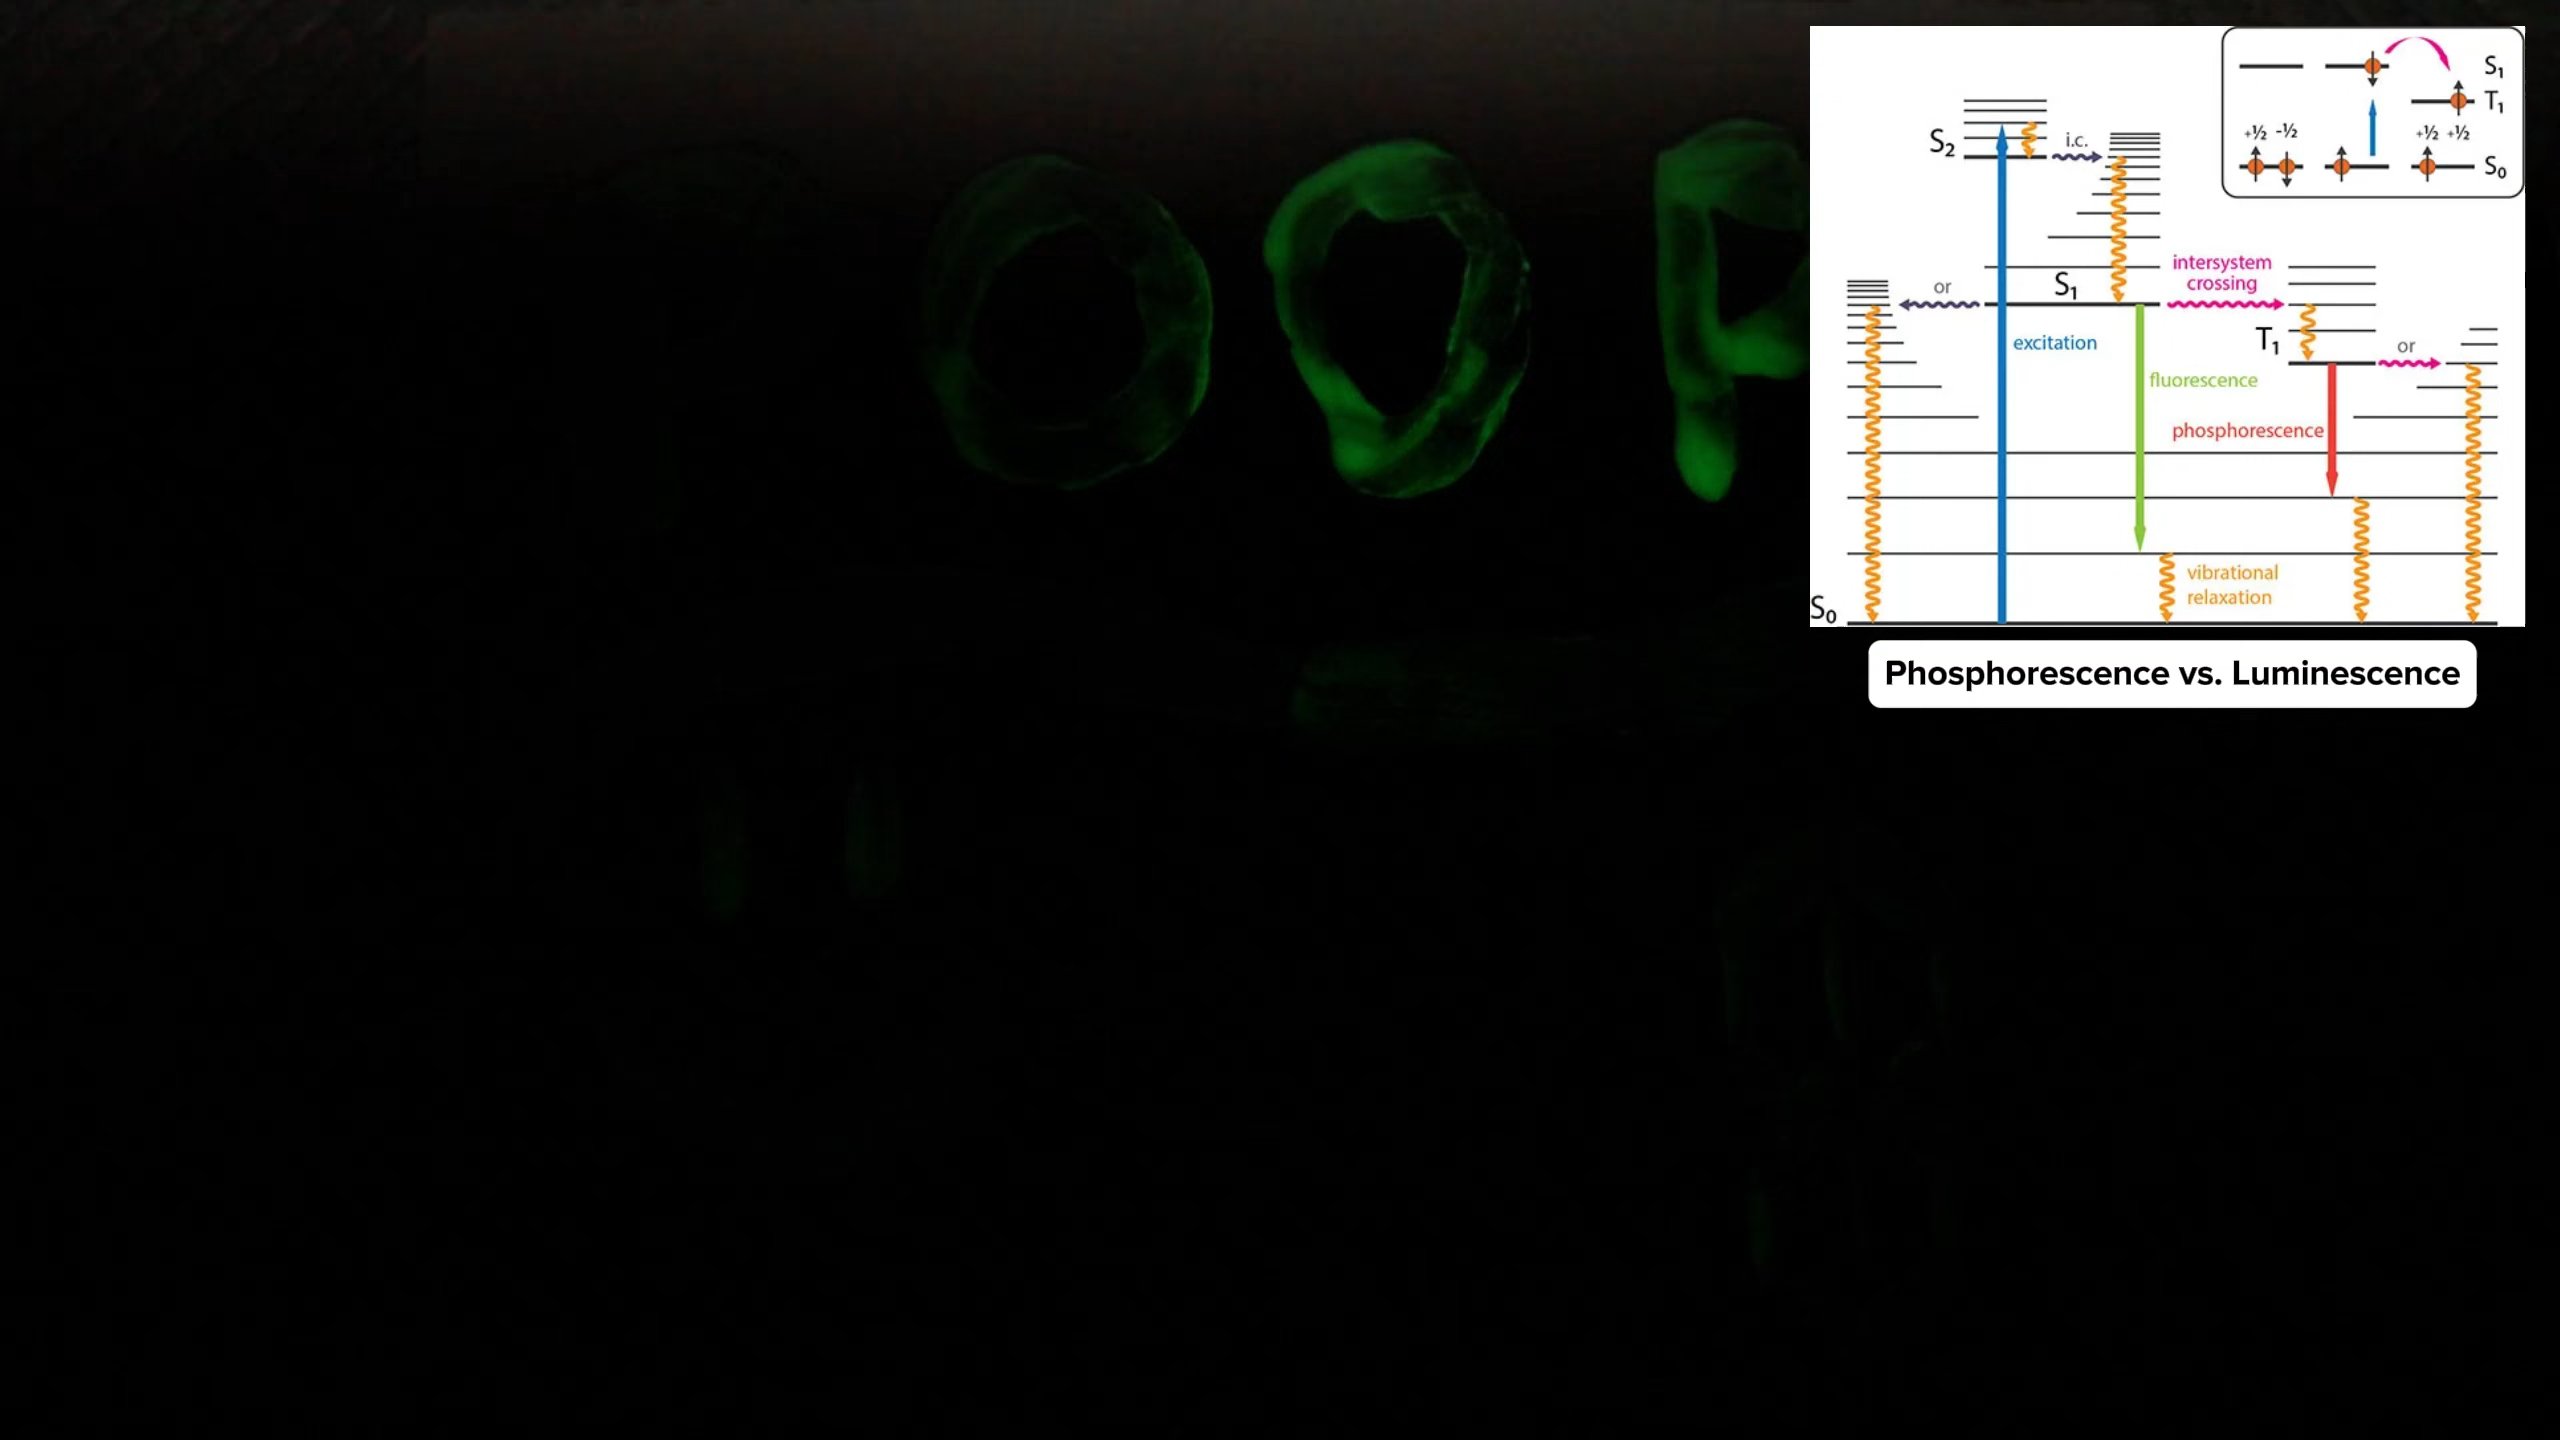 OOP
S₁
T₁
+½ -½
+½ +½
S₀
S₂
i.c.
intersystem
crossing
or
S₁
excitation
T₁
or
fluorescence
phosphorescence
vibrational
relaxation
S₀
Phosphorescence vs. Luminescence